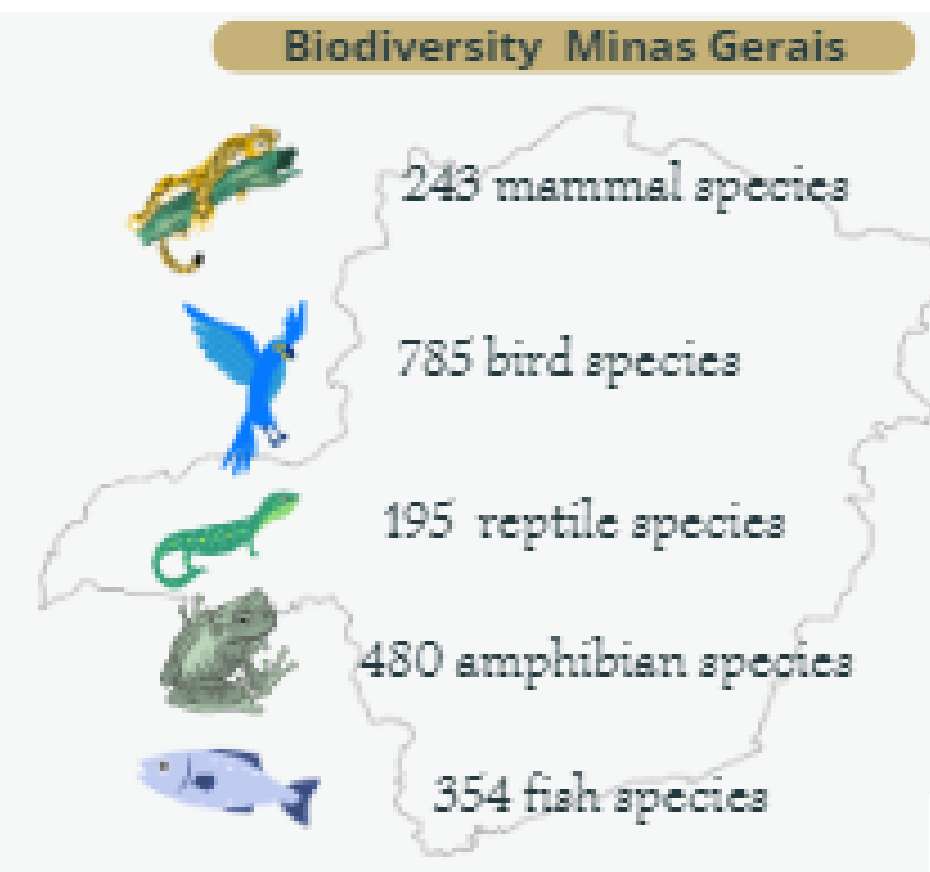 Biodiversity Minas Gerais
243 mammal species
785 bird species
195 reptile species
480 amphibian species
354 fish species